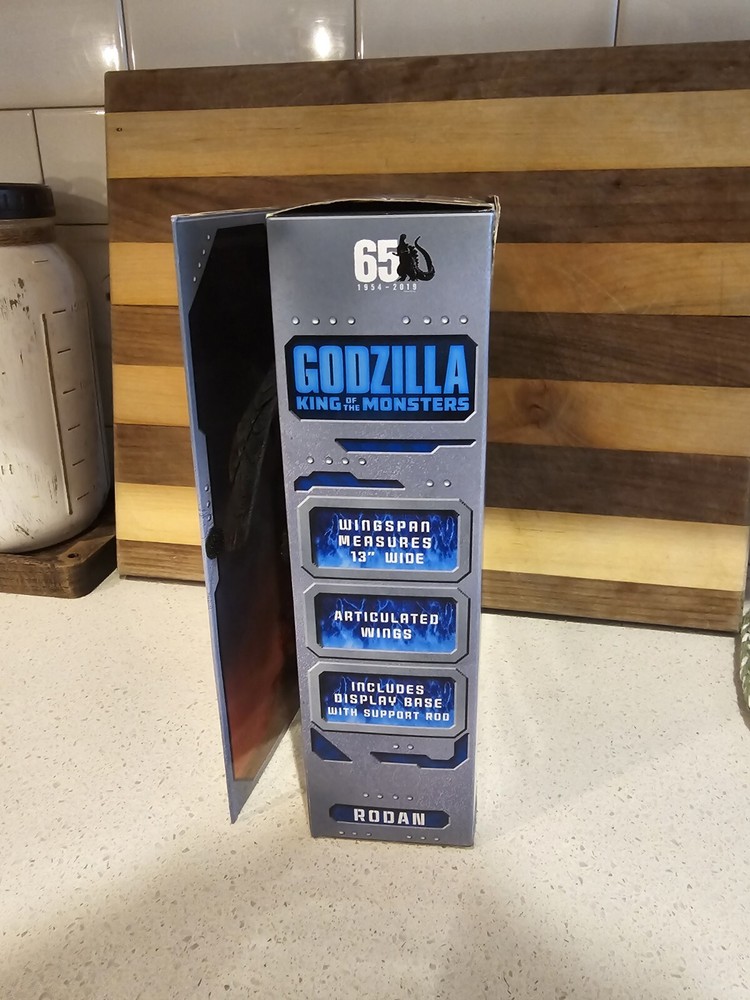 65
1954-2019
GODZILLA
KING OF THE MONSTERS
WINGSPAN
MEASURES
13" WIDE
ARTICULATED
WINGS
INCLUDES
DISPLAY BASE
WITH SUPPORT ROD
RODAN